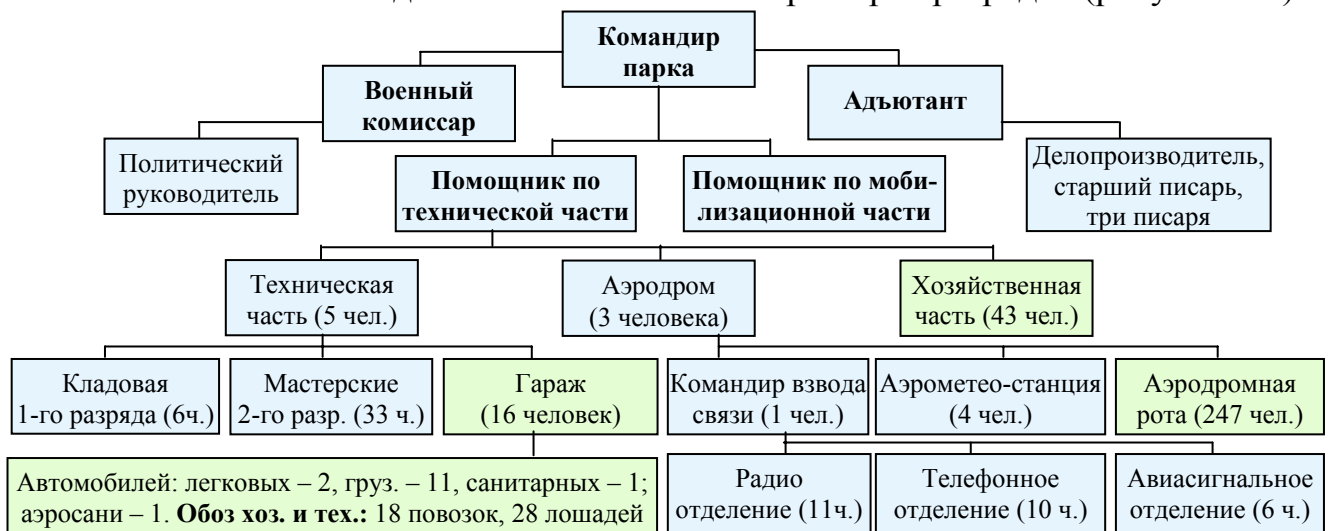 Командир
парка
Военный
комиссар
Адъютант
Политический
руководитель
Помощник по
технической части
Помощник по моби-
лизационной части
Делопроизводитель,
старший писарь,
три писаря
Техническая
часть (5 чел.)
Аэродром
(3 человека)
Хозяйственная
часть (43 чел.)
Кладовая
1-го разряда (6ч.)
Мастерские
2-го разр. (33 ч.)
Гараж
(16 человек)
Командир взвода
связи (1 чел.)
Аэрометео-станция
(4 чел.)
Аэродромная
рота (247 чел.)
Автомобилей: легковых – 2, груз. – 11, санитарных – 1;
аэросани – 1. Обоз хоз. и тех.: 18 повозок, 28 лошадей
Радио
отделение (11ч.)
Телефонное
отделение (10 ч.)
Авиасигнальное
отделение (6 ч.)